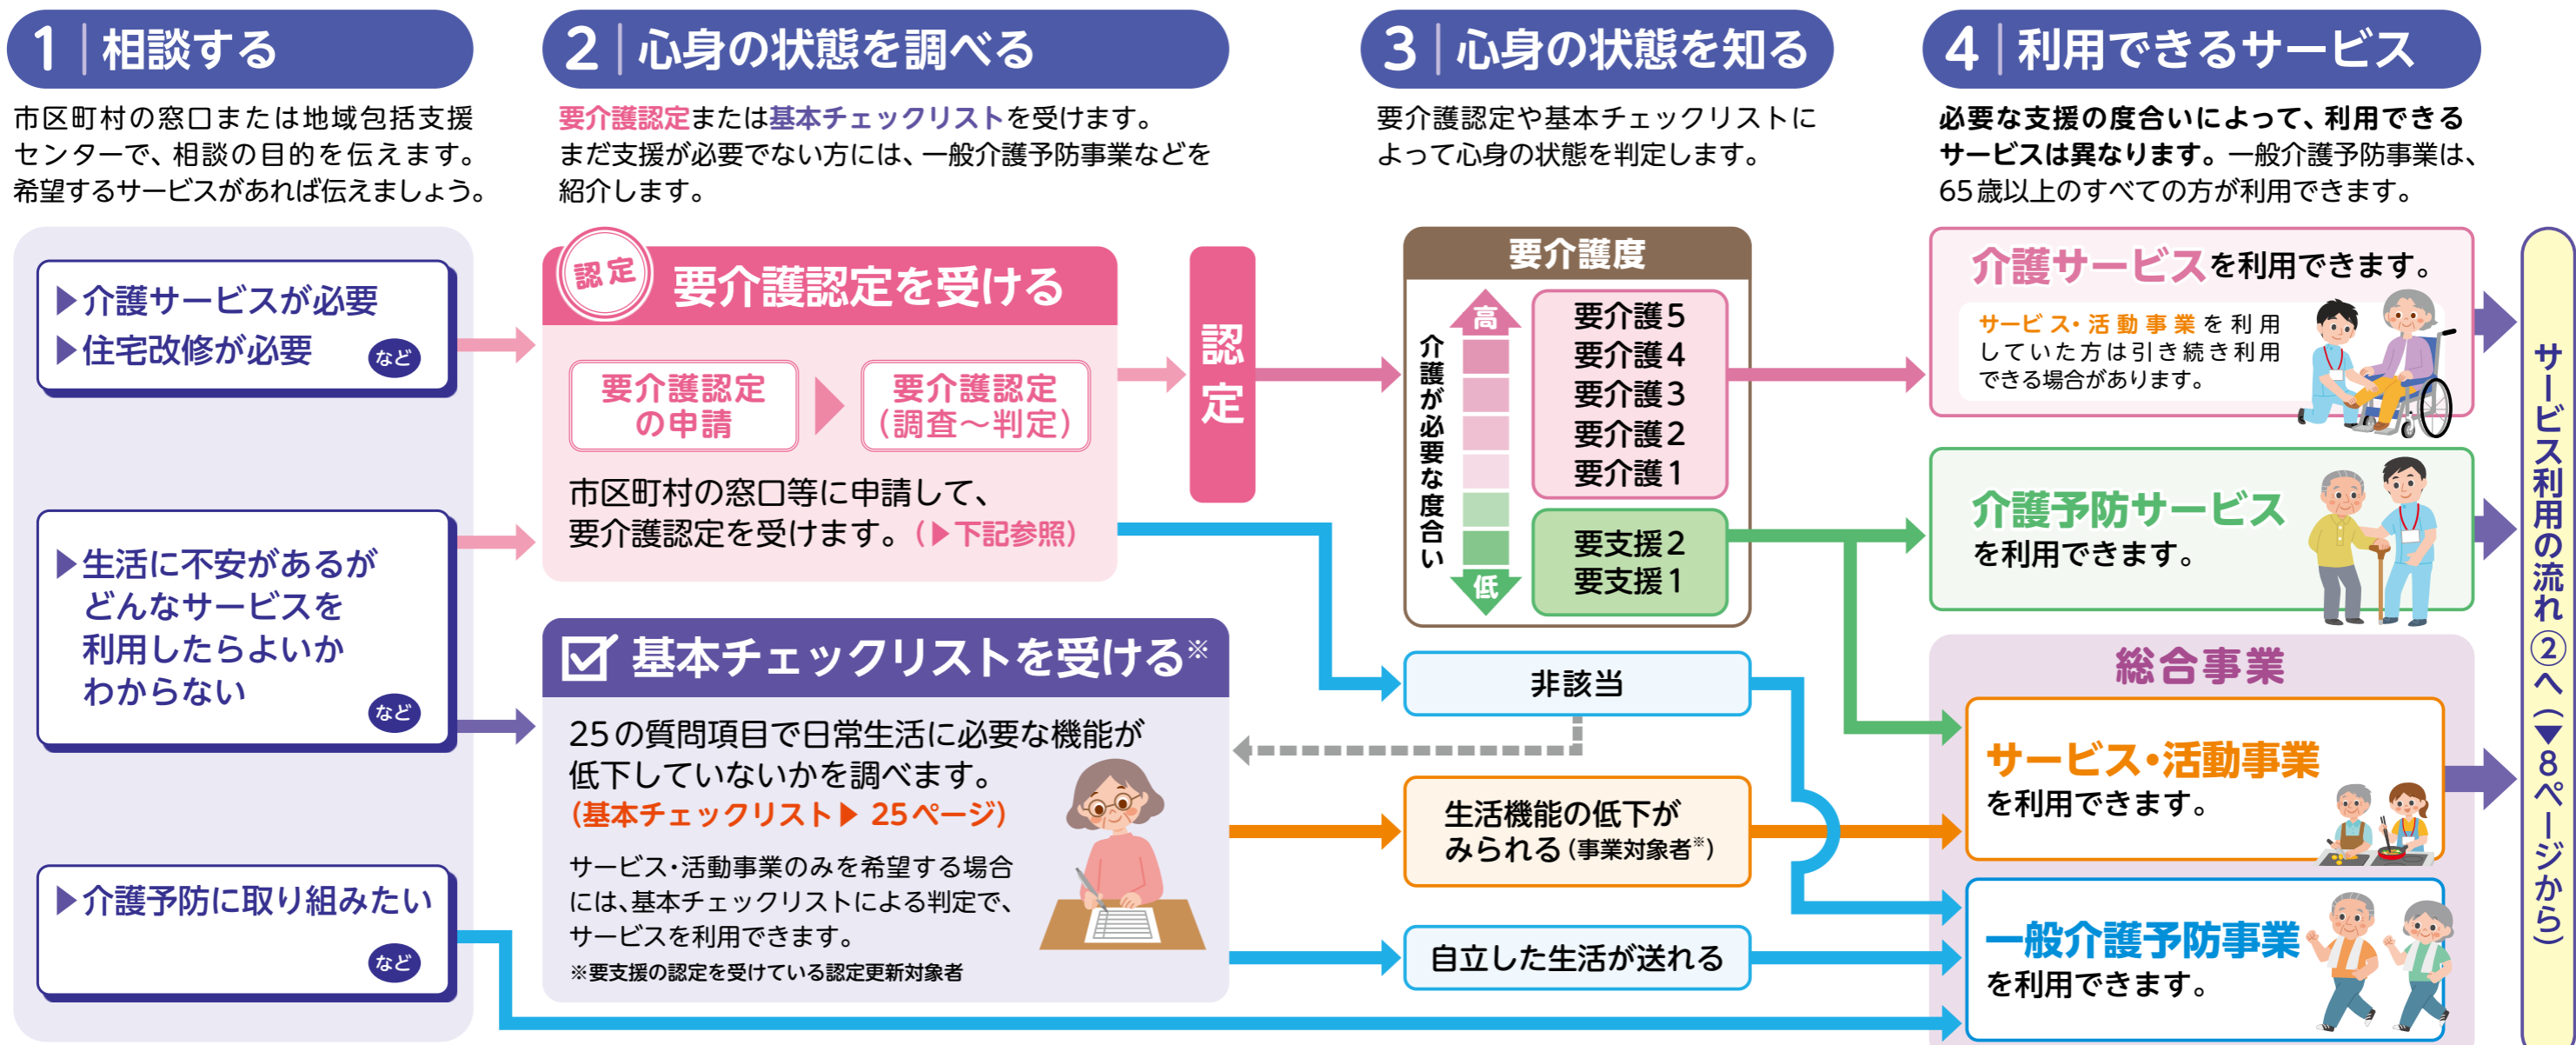 1 相談する
市区町村の窓口または地域包括支援
センターで、相談の目的を伝えます。
希望するサービスがあれば伝えましょう。
▶介護サービスが必要
▶住宅改修が必要
など
▶生活に不安があるが
どんなサービスを
利用したらよいか
わからない
など
▶介護予防に取り組みたい
など
2 心身の状態を調べる
要介護認定または基本チェックリストを受けます。
まだ支援が必要でない方には、一般介護予防事業などを
紹介します。
認定
要介護認定を受ける
要介護認定
の申請
要介護認定
(調査～判定)
市区町村の窓口等に申請して、
要介護認定を受けます。(▶下記参照)
認定
基本チェックリストを受ける※
25の質問項目で日常生活に必要な機能が
低下していないかを調べます。
(基本チェックリスト▶ 25ページ)
サービス・活動事業のみを希望する場合
には、基本チェックリストによる判定で、
サービスを利用できます。
※要支援の認定を受けている認定更新対象者
3 心身の状態を知る
要介護認定や基本チェックリストに
よって心身の状態を判定します。
要介護度
介護が必要な度合い
高
低
要介護5
要介護4
要介護3
要介護2
要介護1
要支援2
要支援1
非該当
生活機能の低下が
みられる(事業対象者※)
自立した生活が送れる
4 利用できるサービス
必要な支援の度合いによって、利用できる
サービスは異なります。一般介護予防事業は、
65歳以上のすべての方が利用できます。
介護サービスを利用できます。
サービス・活動事業を利用
していた方は引き続き利用
できる場合があります。
介護予防サービス
を利用できます。
総合事業
サービス・活動事業
を利用できます。
一般介護予防事業
を利用できます。
サービス利用の流れ②へ(▼8ページから)